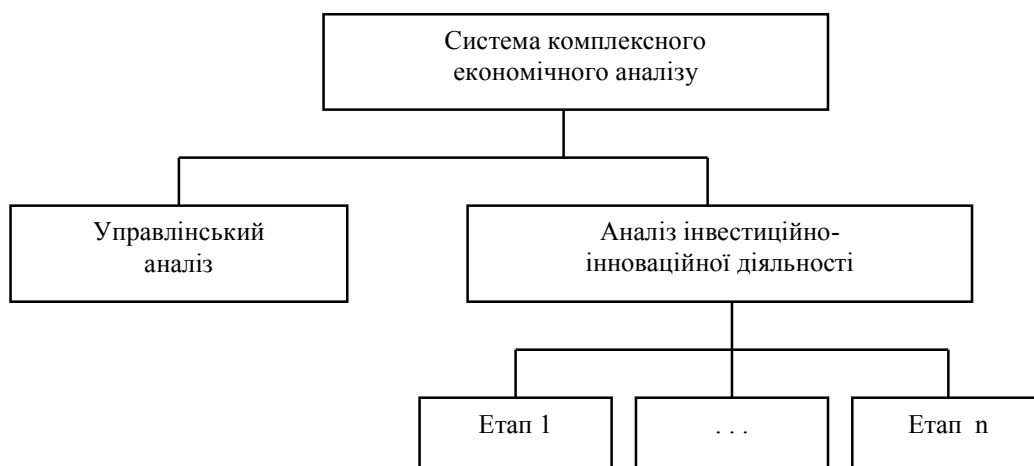 Система комплексного
економічного аналізу
Управлінський
аналіз
Аналіз інвестиційно-
інноваційної діяльності
Етап 1
. . .
Етап n